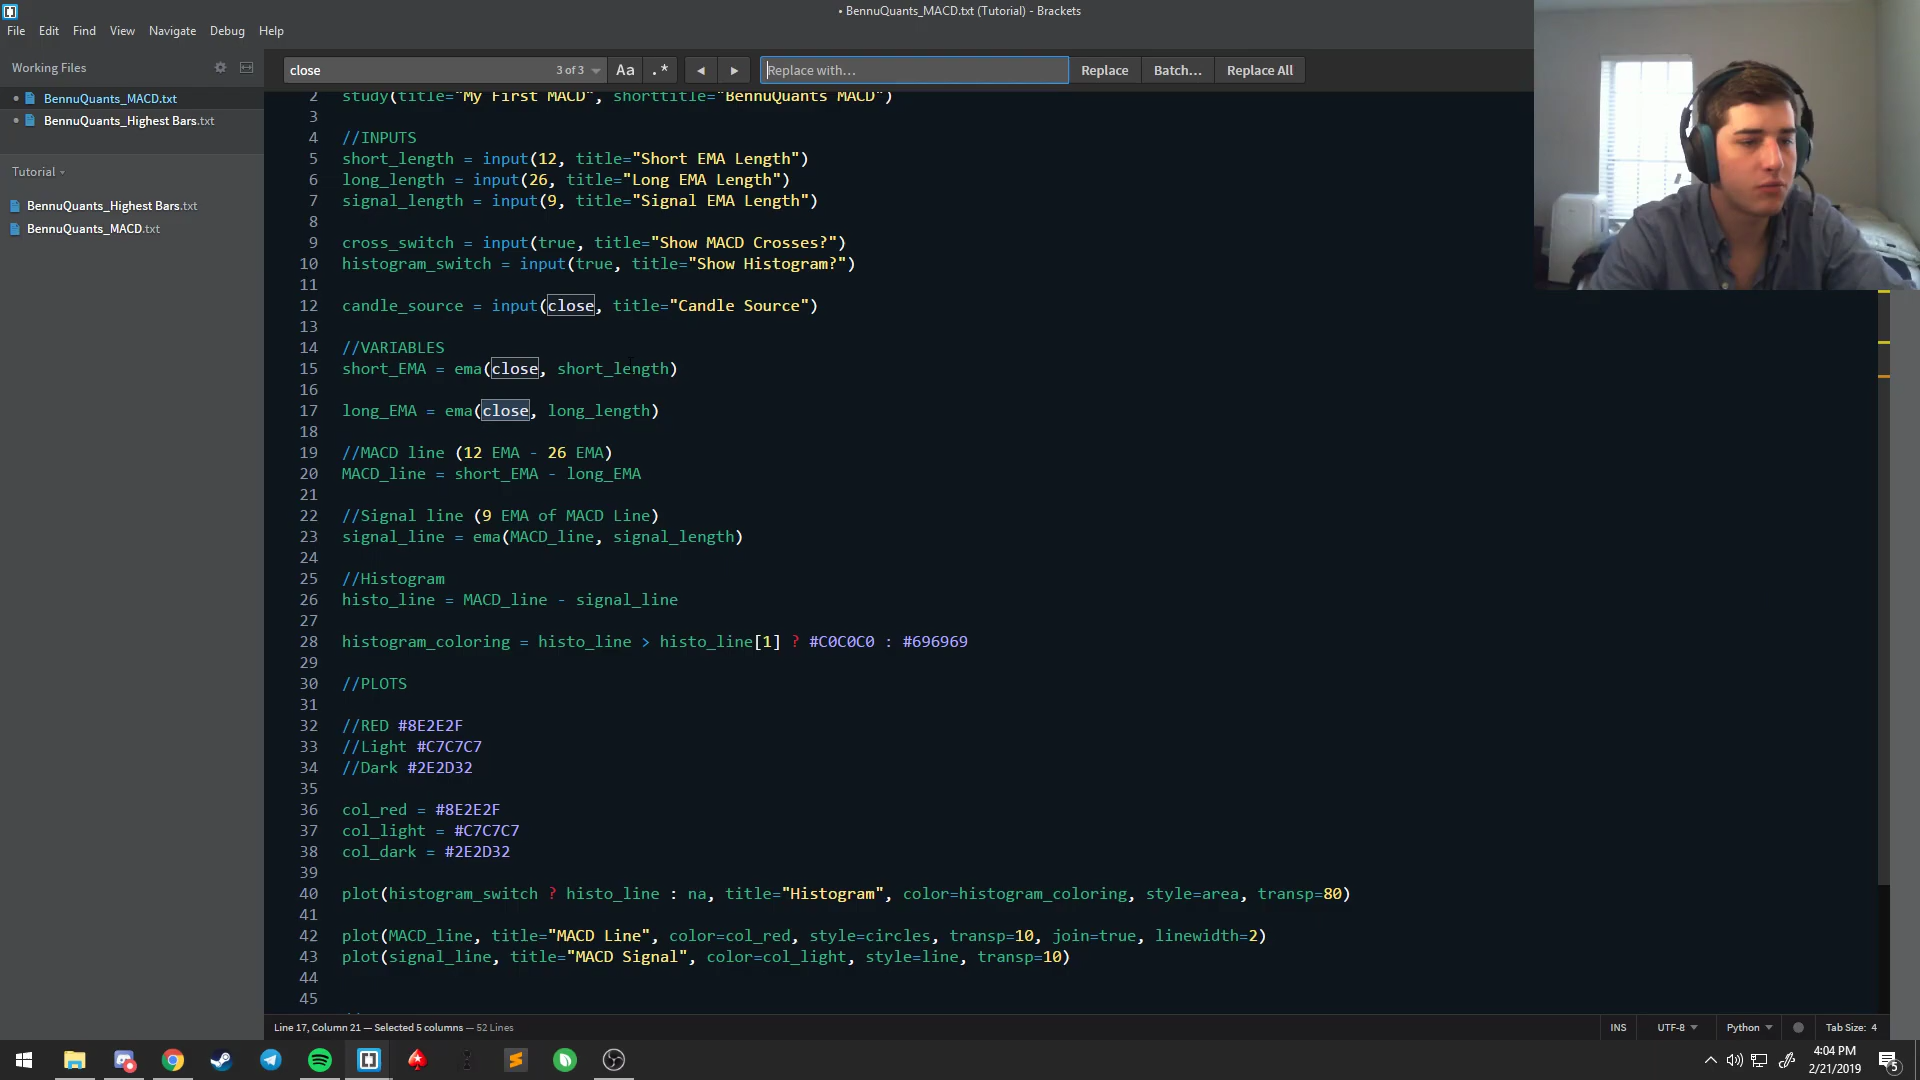 • BennuQuants_MACD.txt (Tutorial) - Brackets
File Edit Find View Navigate Debug Help
Working Files
BennuQuants_MACD.txt
BennuQuants_Highest Bars.txt
Tutorial
BennuQuants_Highest Bars.txt
BennuQuants_MACD.txt
close 3 of 3 Aa .* Replace with... Replace Batch... Replace All
2 study(title="My First MACD", shorttitle="BennuQuants MACD")
3
4 //INPUTS
5 short_length = input(12, title="Short EMA Length")
6 long_length = input(26, title="Long EMA Length")
7 signal_length = input(9, title="Signal EMA Length")
8
9 cross_switch = input(true, title="Show MACD Crosses?")
10 histogram_switch = input(true, title="Show Histogram?")
11
12 candle_source = input(close, title="Candle Source")
13
14 //VARIABLES
15 short_EMA = ema(close, short_length)
16
17 long_EMA = ema(close, long_length)
18
19 //MACD line (12 EMA - 26 EMA)
20 MACD_line = short_EMA - long_EMA
21
22 //Signal line (9 EMA of MACD Line)
23 signal_line = ema(MACD_line, signal_length)
24
25 //Histogram
26 histo_line = MACD_line - signal_line
27
28 histogram_coloring = histo_line > histo_line[1] ? #C0C0C0 : #696969
29
30 //PLOTS
31
32 //RED #8E2E2F
33 //Light #C7C7C7
34 //Dark #2E2D32
35
36 col_red = #8E2E2F
37 col_light = #C7C7C7
38 col_dark = #2E2D32
39
40 plot(histogram_switch ? histo_line : na, title="Histogram", color=histogram_coloring, style=area, transp=80)
41
42 plot(MACD_line, title="MACD Line", color=col_red, style=circles, transp=10, join=true, linewidth=2)
43 plot(signal_line, title="MACD Signal", color=col_light, style=line, transp=10)
44
45
Line 17, Column 21 — Selected 5 columns — 52 Lines
INS UTF-8 Python Tab Size: 4
4:04 PM
2/21/2019
5